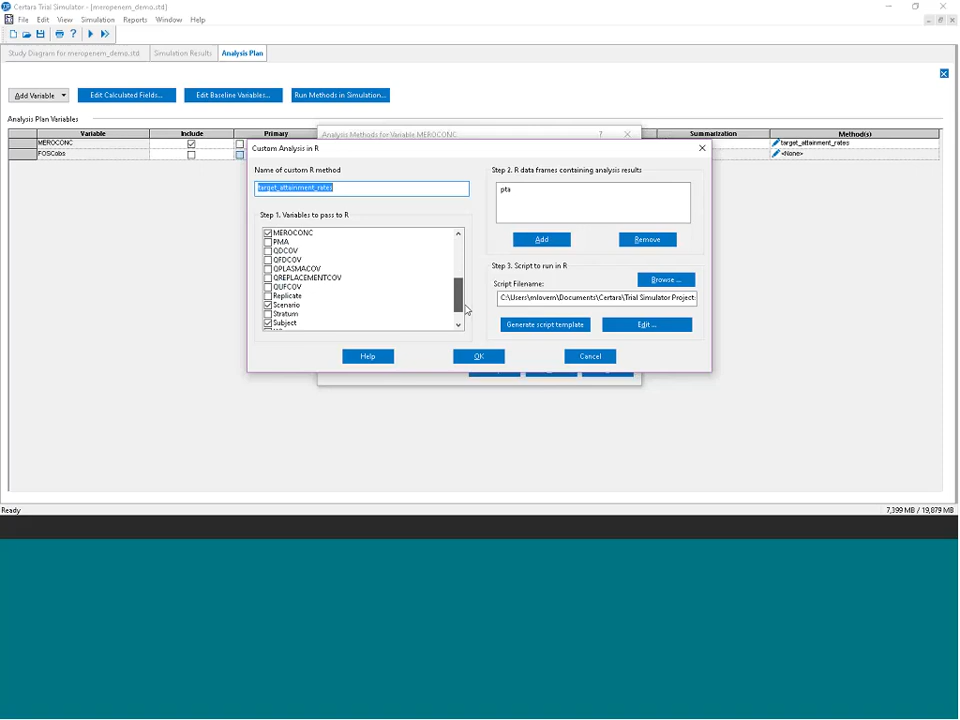 Certara Trial Simulator - [meropenem_demo.std]
File Edit View Simulation Reports Window Help
Study Diagram for meropenem_demo.std Simulation Results Analysis Plan
Add Variable Edit Calculated Fields... Edit Baseline Variables... Run Methods in Simulation...
Analysis Plan Variables
Variable Include Primary Summarization Method(s)
MEROCONC target_attainment_rates
FOSCobs <None>
Analysis Methods for Variable MEROCONC
Custom Analysis in R
Name of custom R method
target_attainment_rates
Step 1. Variables to pass to R
MEROCONC
PMA
QDCOV
QFDCOV
QPLASMACOV
QREPLACEMENTCOV
QUFCOV
Replicate
Scenario
Stratum
Subject
Step 2. R data frames containing analysis results
pta
Add Remove
Step 3. Script to run in R
Browse ...
Script Filename:
C:\Users\mlovern\Documents\Certara\Trial Simulator Project:
Generate script template Edit ...
Help OK Cancel
Ready 7,399 MB / 19,879 MB